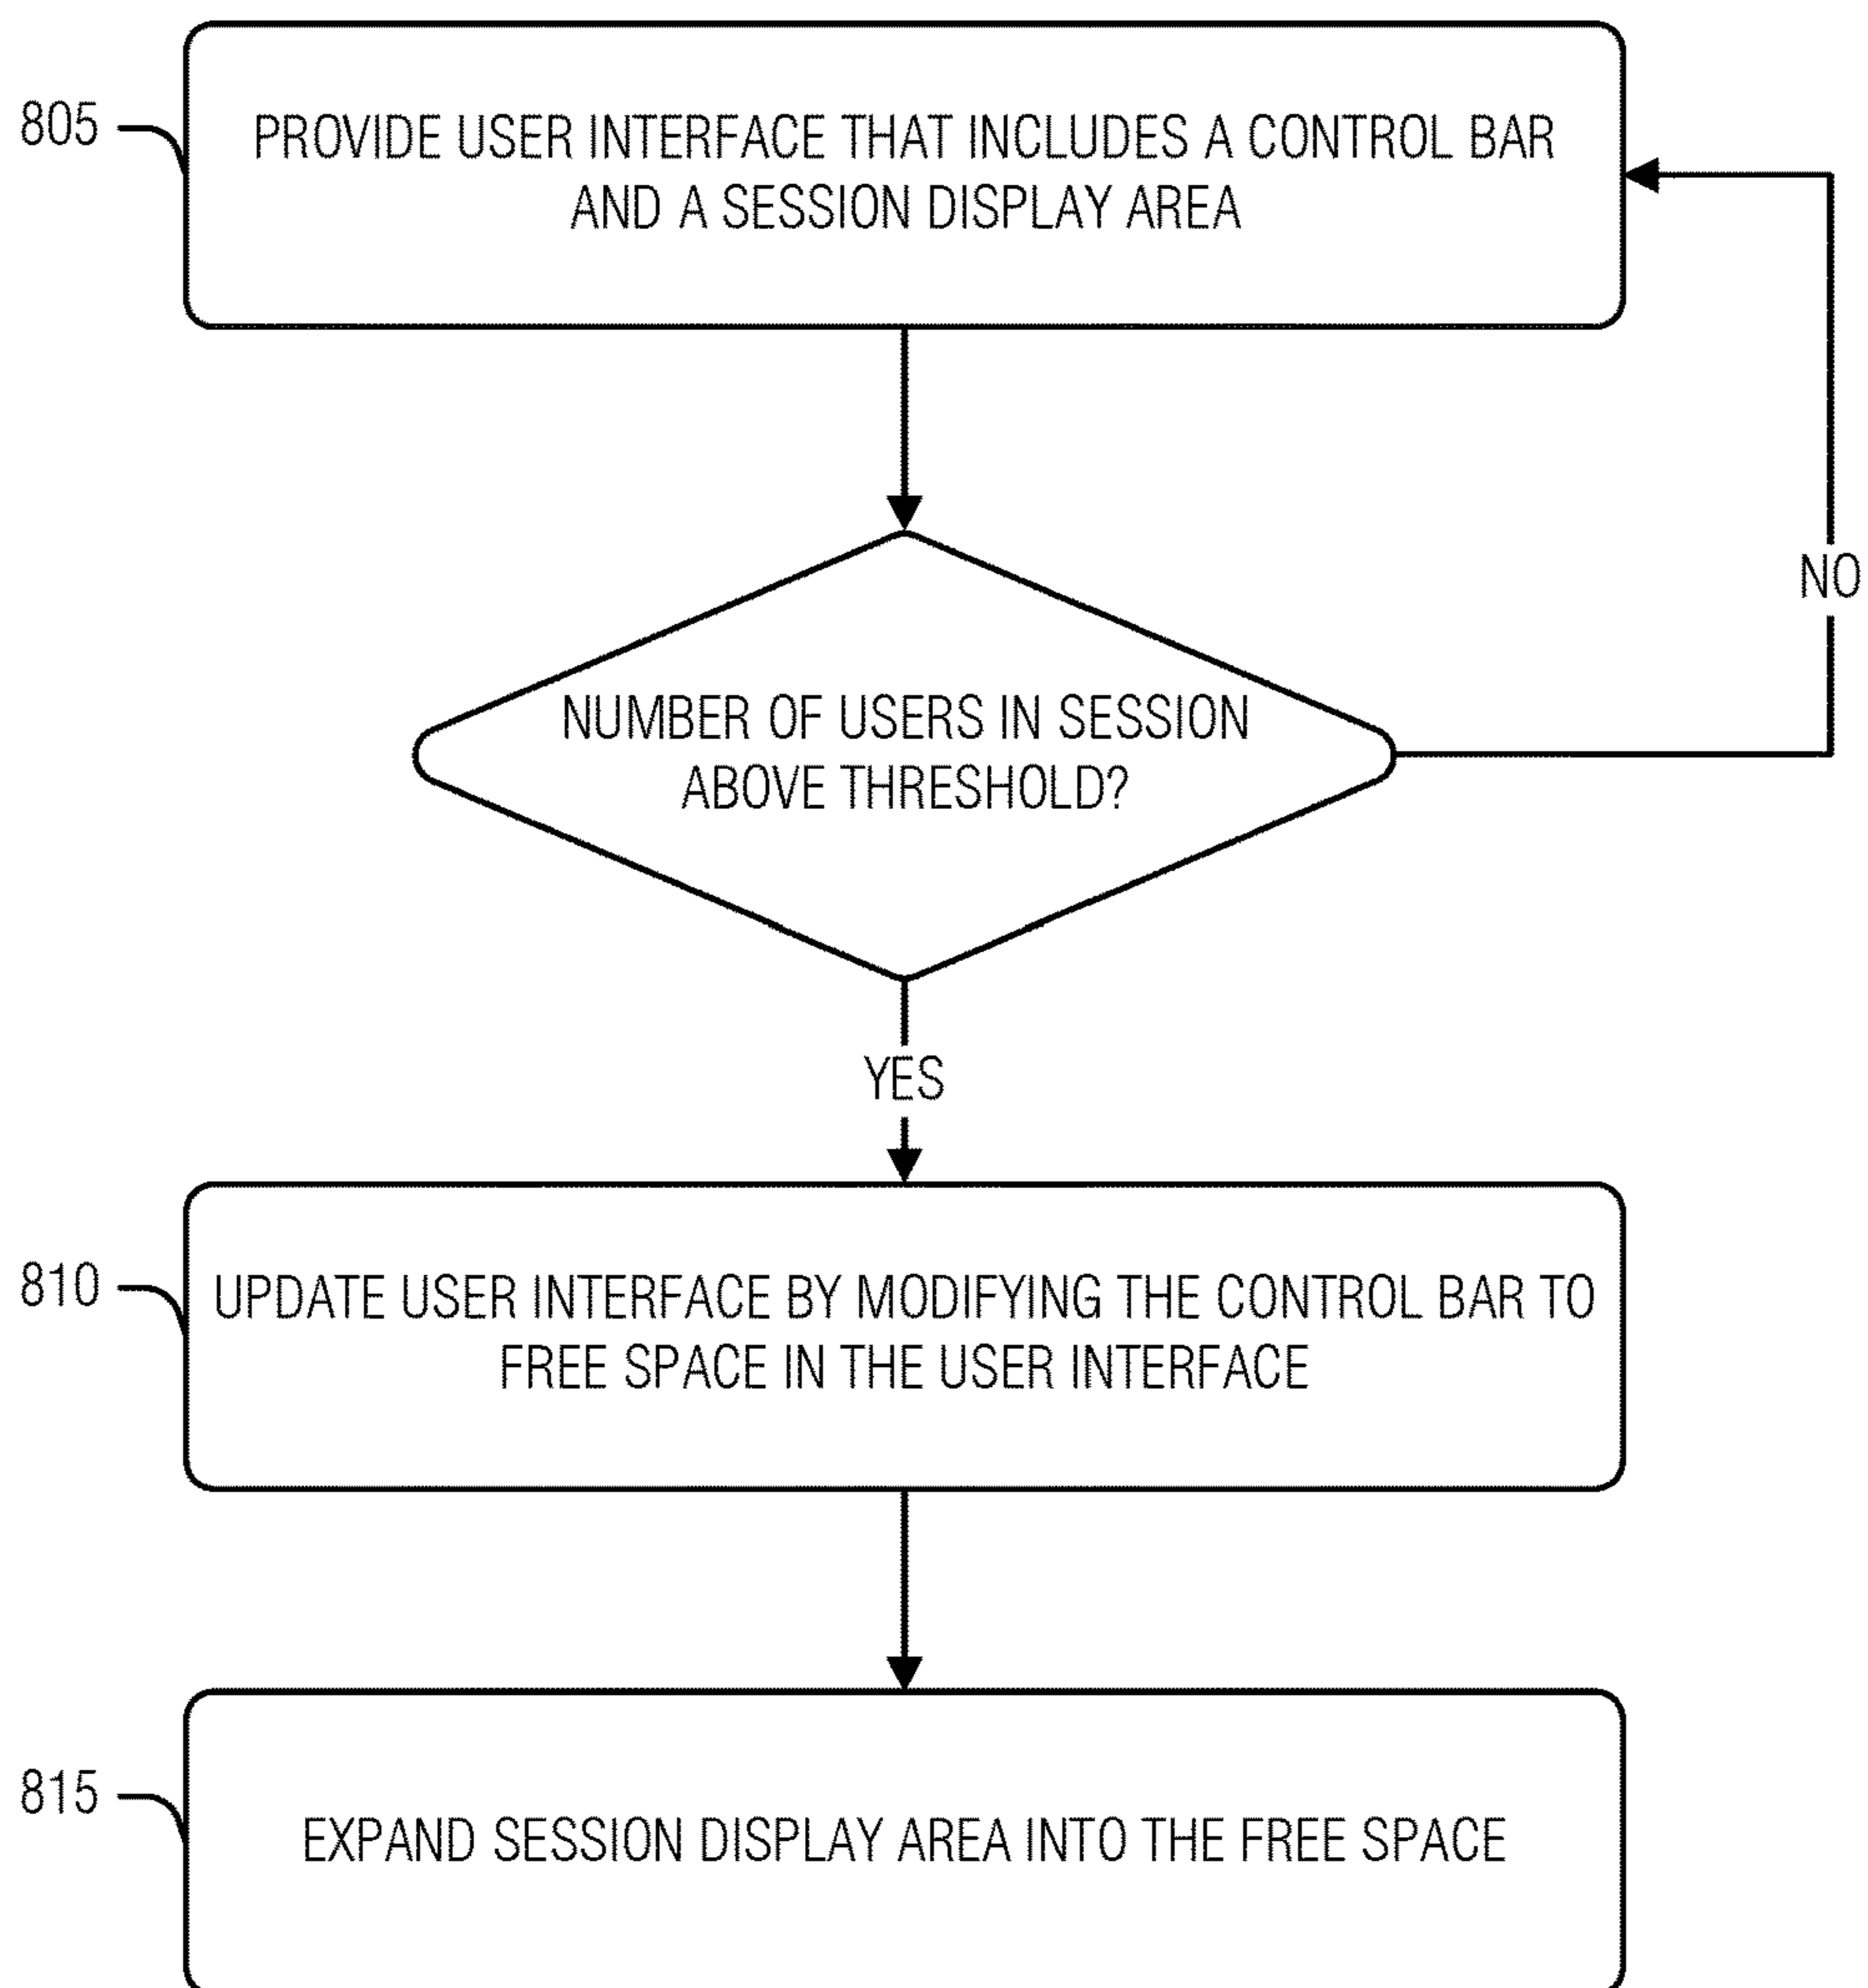 805
PROVIDE USER INTERFACE THAT INCLUDES A CONTROL BAR
AND A SESSION DISPLAY AREA
NO
NUMBER OF USERS IN SESSION
ABOVE THRESHOLD?
YES
810
UPDATE USER INTERFACE BY MODIFYING THE CONTROL BAR TO
FREE SPACE IN THE USER INTERFACE
815
EXPAND SESSION DISPLAY AREA INTO THE FREE SPACE